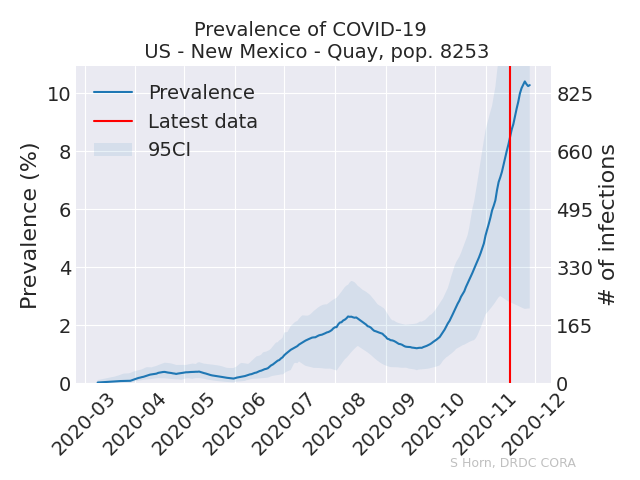 Prevalence of COVID-19
US - New Mexico - Quay, pop. 8253
Prevalence
Latest data
95CI
Prevalence (%)
10
8
6
4
2
0
825
660
495
330
165
0
# of infections
2020-03
2020-04
2020-05
2020-06
2020-07
2020-08
2020-09
2020-10
2020-11
2020-12
S Horn, DRDC CORA